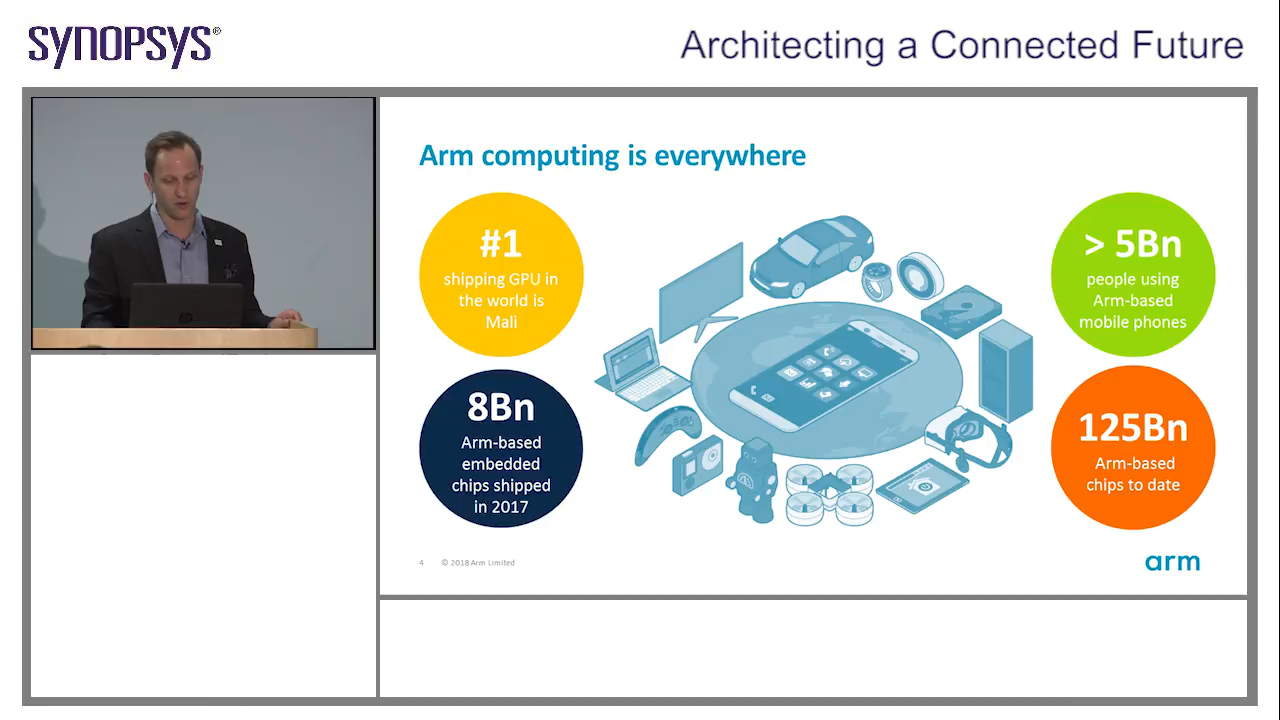 SYNOPSYS®
Architecting a Connected Future
Arm computing is everywhere
#1
shipping GPU in
the world is
Mali
> 5Bn
people using
Arm-based
mobile phones
8Bn
Arm-based
embedded
chips shipped
in 2017
125Bn
Arm-based
chips to date
4 © 2018 Arm Limited
arm